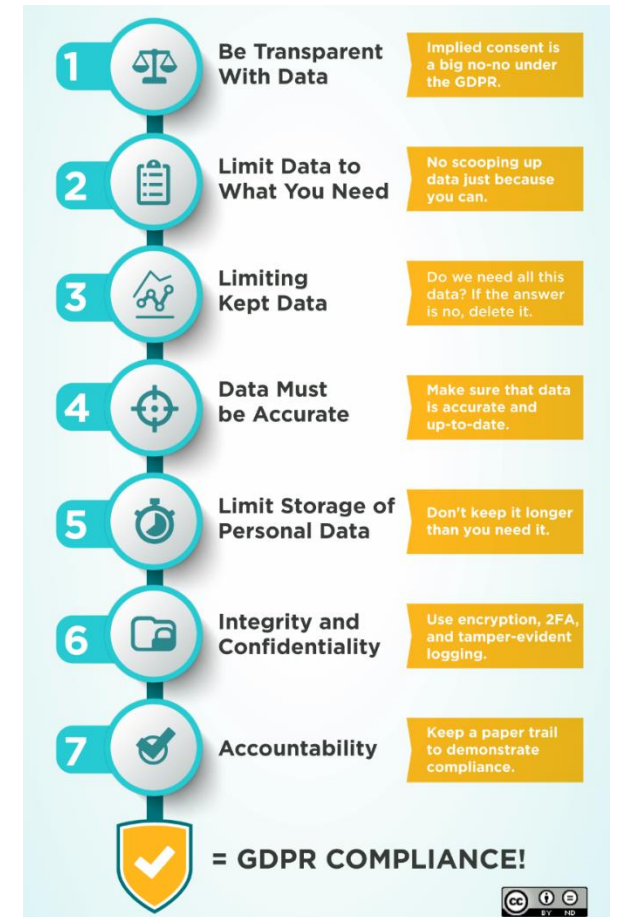 1
Be Transparent
With Data
Implied consent is
a big no-no under
the GDPR.
2
Limit Data to
What You Need
No scooping up
data just because
you can.
3
Limiting
Kept Data
Do we need all this
data? If the answer
is no, delete it.
4
Data Must
be Accurate
Make sure that data
is accurate and
up-to-date.
5
Limit Storage of
Personal Data
Don't keep it longer
than you need it.
6
Integrity and
Confidentiality
Use encryption, 2FA,
and tamper-evident
logging.
7
Accountability
Keep a paper trail
to demonstrate
compliance.
= GDPR COMPLIANCE!
cc
BY ND